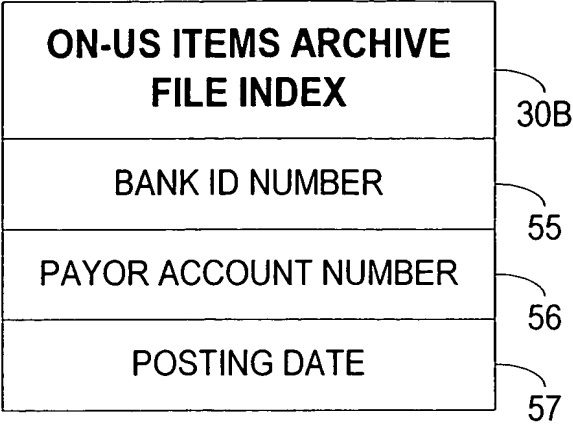 ON-US ITEMS ARCHIVE
FILE INDEX
30B
BANK ID NUMBER
55
PAYOR ACCOUNT NUMBER
56
POSTING DATE
57